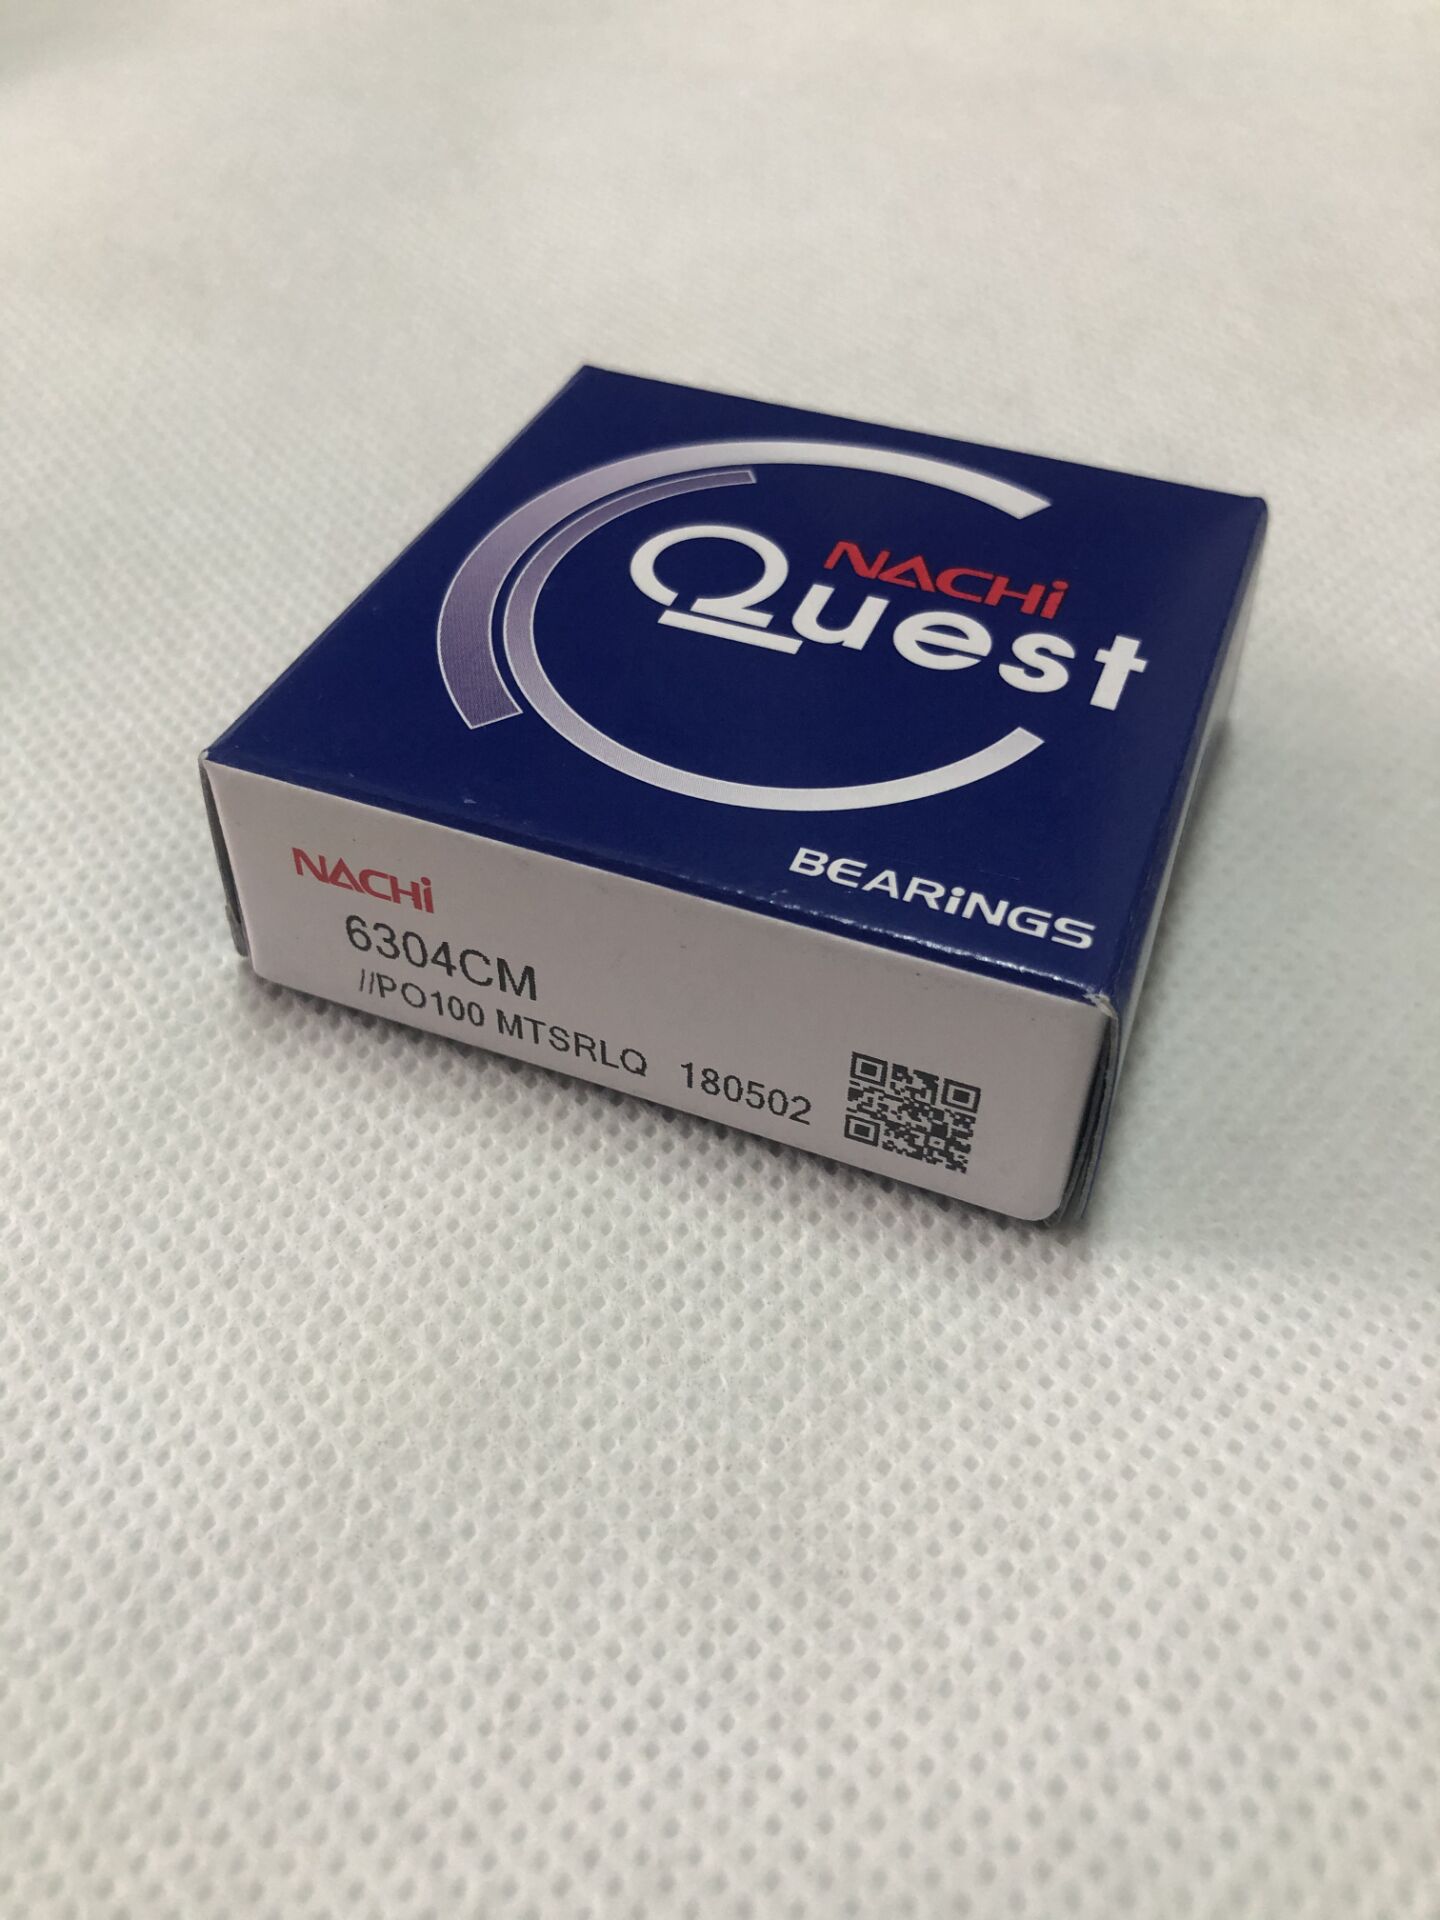 NACHi
Quest
BEARiNGS
NACHi
6304CM
//PO100 MTSRLQ 180502